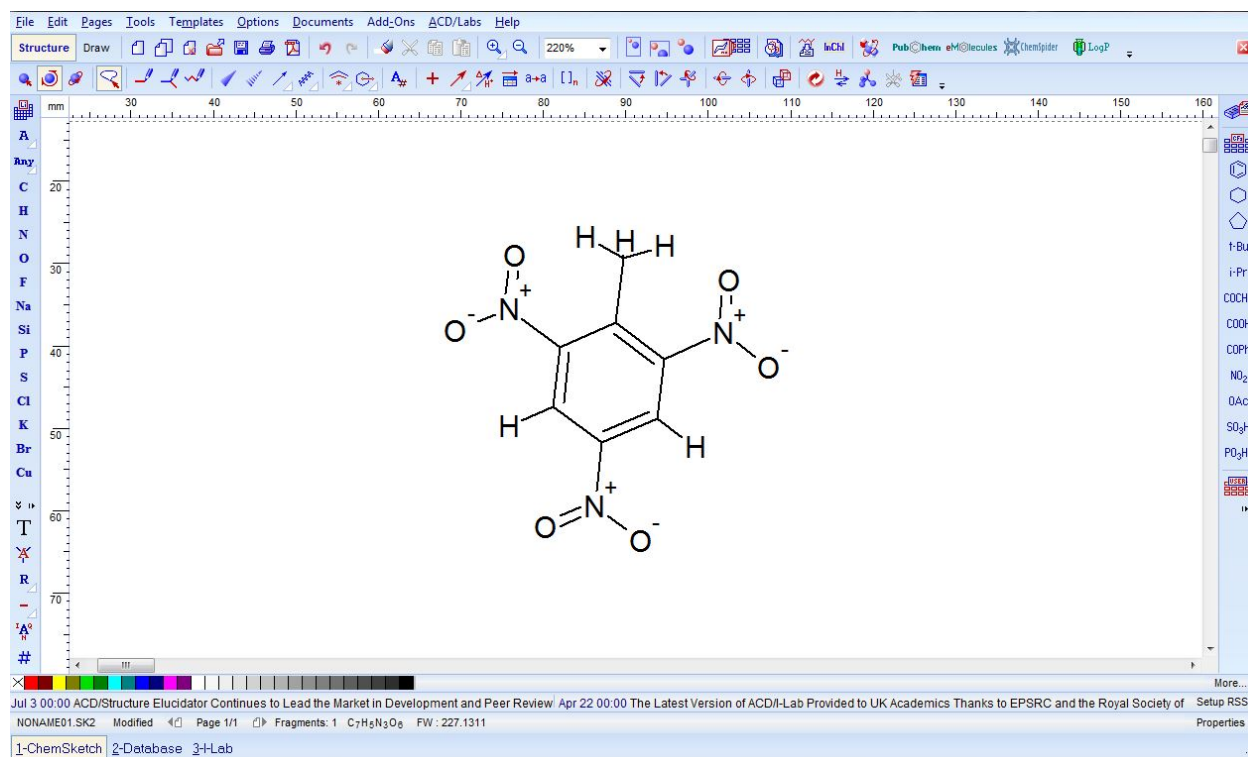 File Edit Pages Tools Templates Options Documents Add-Ons ACD/Labs Help
Structure Draw 220% InChI PubChem eMolecules ChemSpider LogP
A# + a→a []n
mm 30 40 50 60 70 80 90 100 110 120 130 140 150 160
A
Any
C
H
N
O
F
Na
Si
P
S
Cl
K
Br
Cu
T
A
R
#
20
30
40
50
60
70
H H H
O
N+
O-
O
N+
O-
H
H
N+
O
O-
t-Bu
i-Pr
COCH
COOH
COPh
NO2
OAc
SO3H
PO3H
USER
More...
Jul 3 00:00 ACD/Structure Elucidator Continues to Lead the Market in Development and Peer Review Apr 22 00:00 The Latest Version of ACD/I-Lab Provided to UK Academics Thanks to EPSRC and the Royal Society of Setup RSS
NONAME01.SK2 Modified Page 1/1 Fragments: 1 C7H5N3O6 FW : 227.1311 Properties
1-ChemSketch 2-Database 3-I-Lab